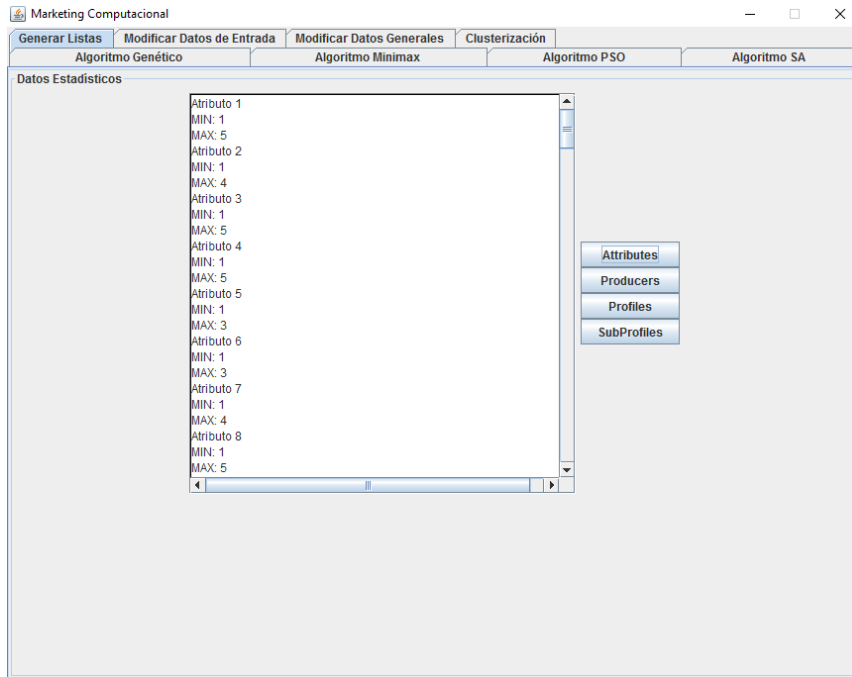 Marketing Computacional
Generar Listas Modificar Datos de Entrada Modificar Datos Generales Clusterización
Algoritmo Genético Algoritmo Minimax Algoritmo PSO Algoritmo SA
Datos Estadisticos
Atributo 1
MIN: 1
MAX: 5
Atributo 2
MIN: 1
MAX: 4
Atributo 3
MIN: 1
MAX: 5
Atributo 4
MIN: 1
MAX: 5
Atributo 5
MIN: 1
MAX: 3
Atributo 6
MIN: 1
MAX: 3
Atributo 7
MIN: 1
MAX: 4
Atributo 8
MIN: 1
MAX: 5
Attributes
Producers
Profiles
SubProfiles